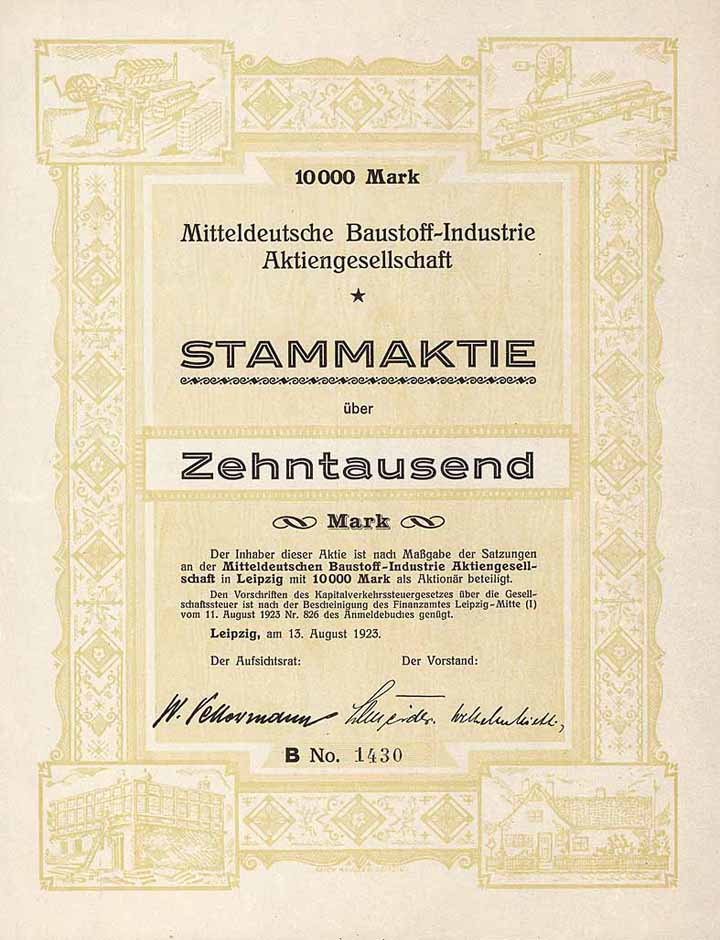 10000 Mark
Mitteldeutsche Baustoff-Industrie
Aktiengesellschaft
STAMMAKTIE
über
Zehntausend
Mark
Der Inhaber dieser Aktie ist nach Maßgabe der Satzungen
an der Mitteldeutschen Baustoff-Industrie Aktiengesell-
schaft in Leipzig mit 10000 Mark als Aktionär beteiligt.
Den Vorschriften des Kapitalverkehrssteuergesetzes über die Gesell-
schaftssteuer ist nach der Bescheinigung des Finanzamtes Leipzig-Mitte (I)
vom 11. August 1923 Nr. 826 des Anmeldebuches genügt.
Leipzig, am 13. August 1923.
Der Aufsichtsrat: Der Vorstand:
W. Vellermann
B No. 1430